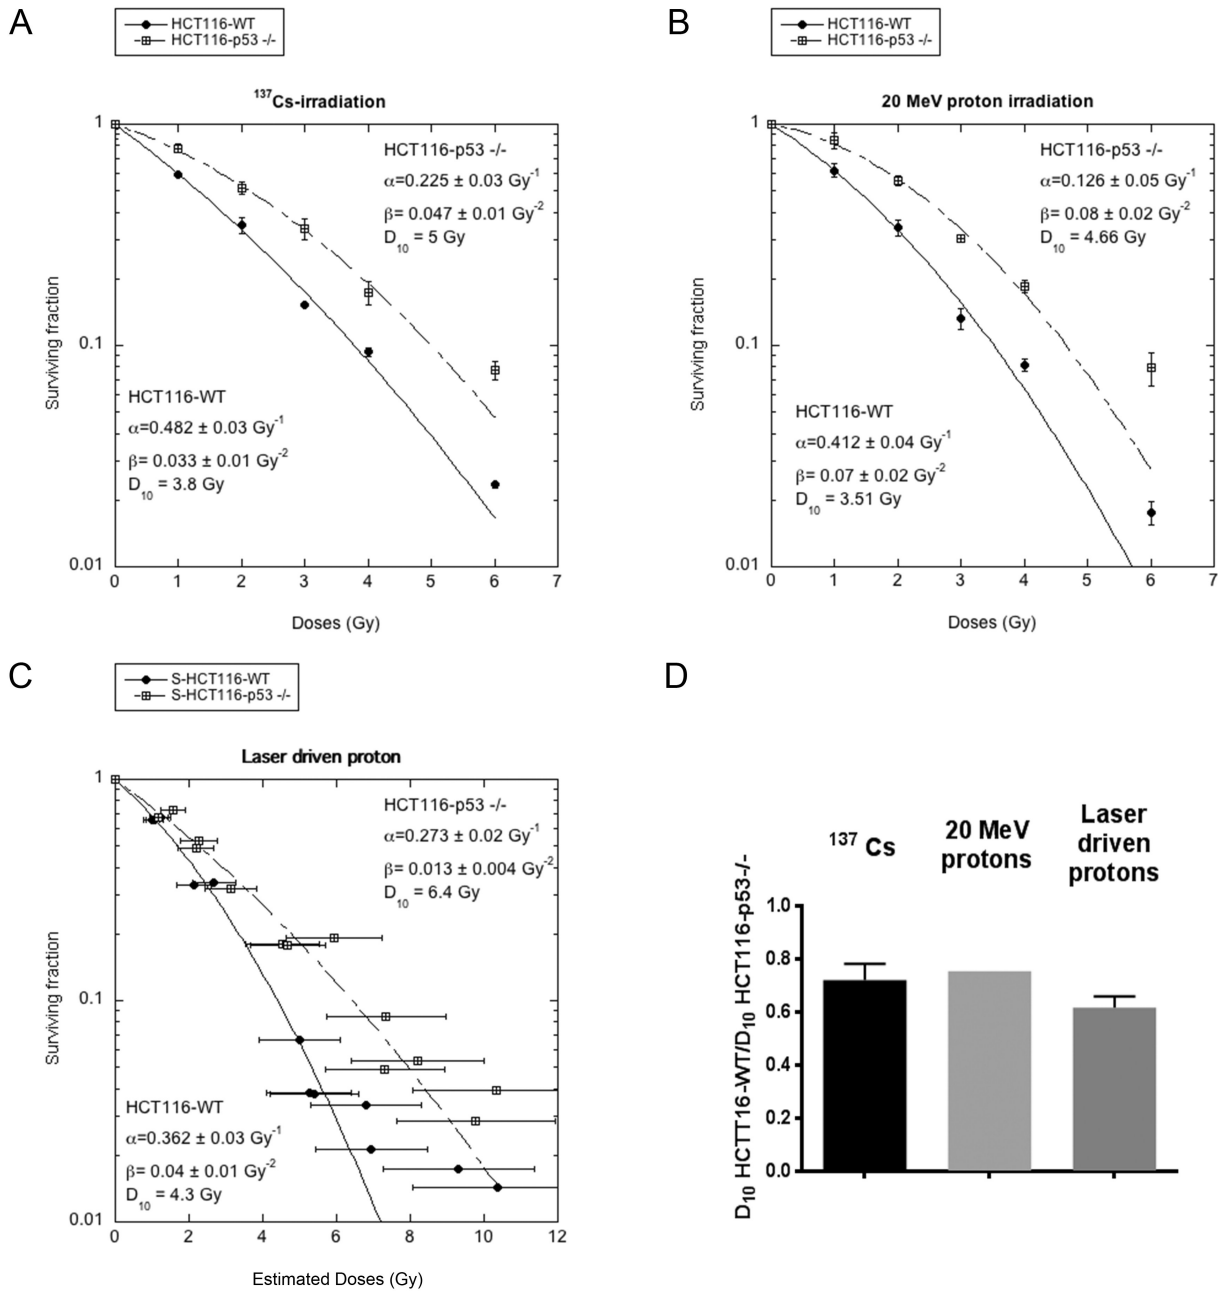 A
HCT116-WT
HCT116-p53 -/-
137Cs-irradiation
1
0.1
0.01
Surviving fraction
HCT116-p53 -/-
α=0.225 ± 0.03 Gy-1
β= 0.047 ± 0.01 Gy-2
D10 = 5 Gy
HCT116-WT
α=0.482 ± 0.03 Gy-1
β= 0.033 ± 0.01 Gy-2
D10 = 3.8 Gy
0 1 2 3 4 5 6 7
Doses (Gy)
B
HCT116-WT
HCT116-p53 -/-
20 MeV proton irradiation
1
0.1
0.01
Surviving fraction
HCT116-p53 -/-
α=0.126 ± 0.05 Gy-1
β= 0.08 ± 0.02 Gy-2
D10 = 4.66 Gy
HCT116-WT
α=0.412 ± 0.04 Gy-1
β= 0.07 ± 0.02 Gy-2
D10 = 3.51 Gy
0 1 2 3 4 5 6 7
Doses (Gy)
C
S-HCT116-WT
S-HCT116-p53 -/-
Laser driven proton
1
0.1
0.01
Surviving fraction
HCT116-p53 -/-
α=0.273 ± 0.02 Gy-1
β= 0.013 ± 0.004 Gy-2
D10 = 6.4 Gy
HCT116-WT
α=0.362 ± 0.03 Gy-1
β= 0.04 ± 0.01 Gy-2
D10 = 4.3 Gy
0 2 4 6 8 10 12
Estimated Doses (Gy)
D
137 Cs
20 MeV
protons
Laser
driven
protons
D10 HCTT16-WT/D10 HCT116-p53-/-
1.0
0.8
0.6
0.4
0.2
0.0